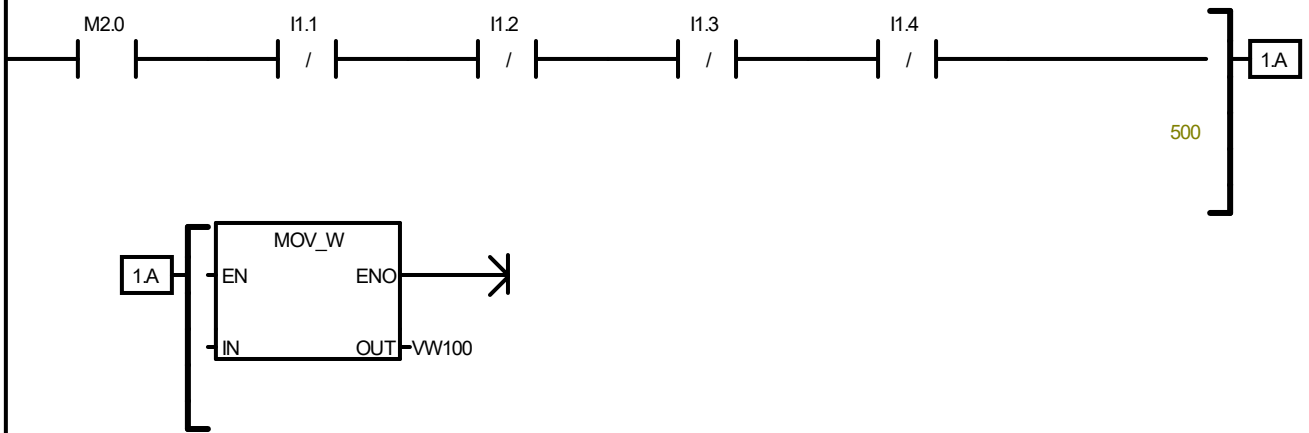 M2.0 I1.1 I1.2 I1.3 I1.4
/ / / /
1.A
500
MOV_W
1.A
EN ENO
IN OUT VW100